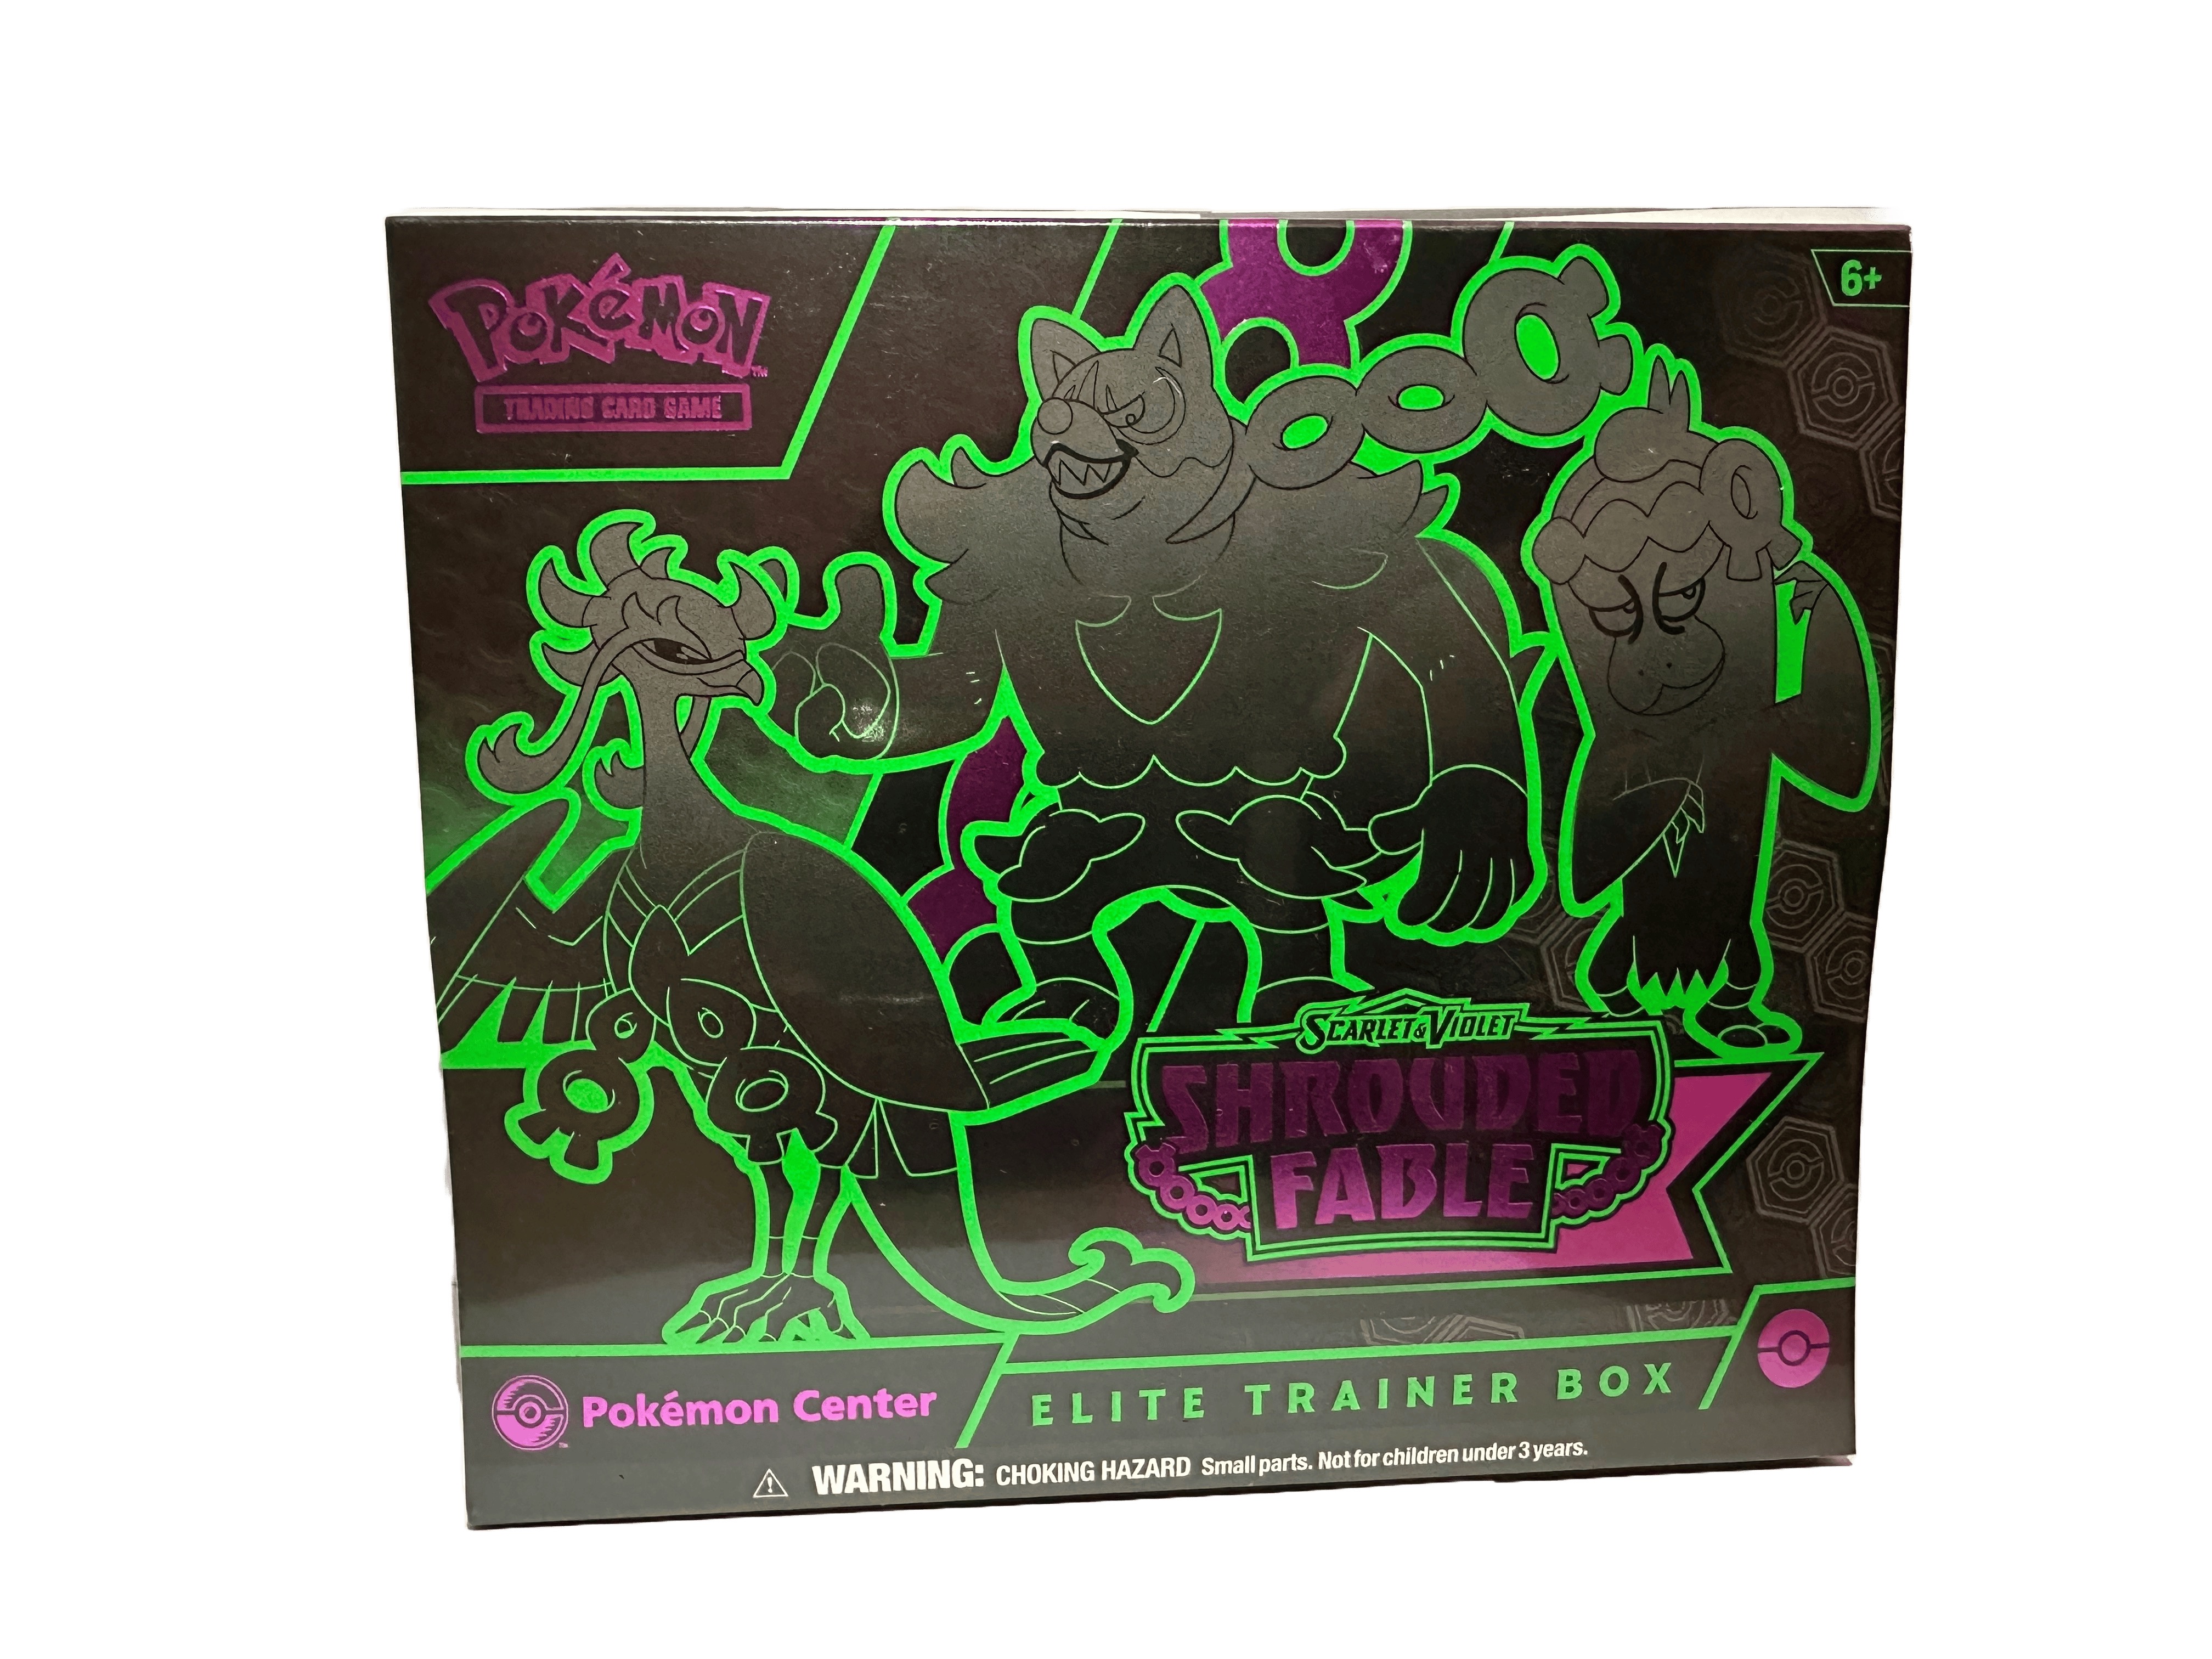 POKéMON™
TRADING CARD GAME
6+
SCARLET & VIOLET
SHROUDED
FABLE
Pokémon Center
ELITE TRAINER BOX
WARNING: CHOKING HAZARD Small parts. Not for children under 3 years.